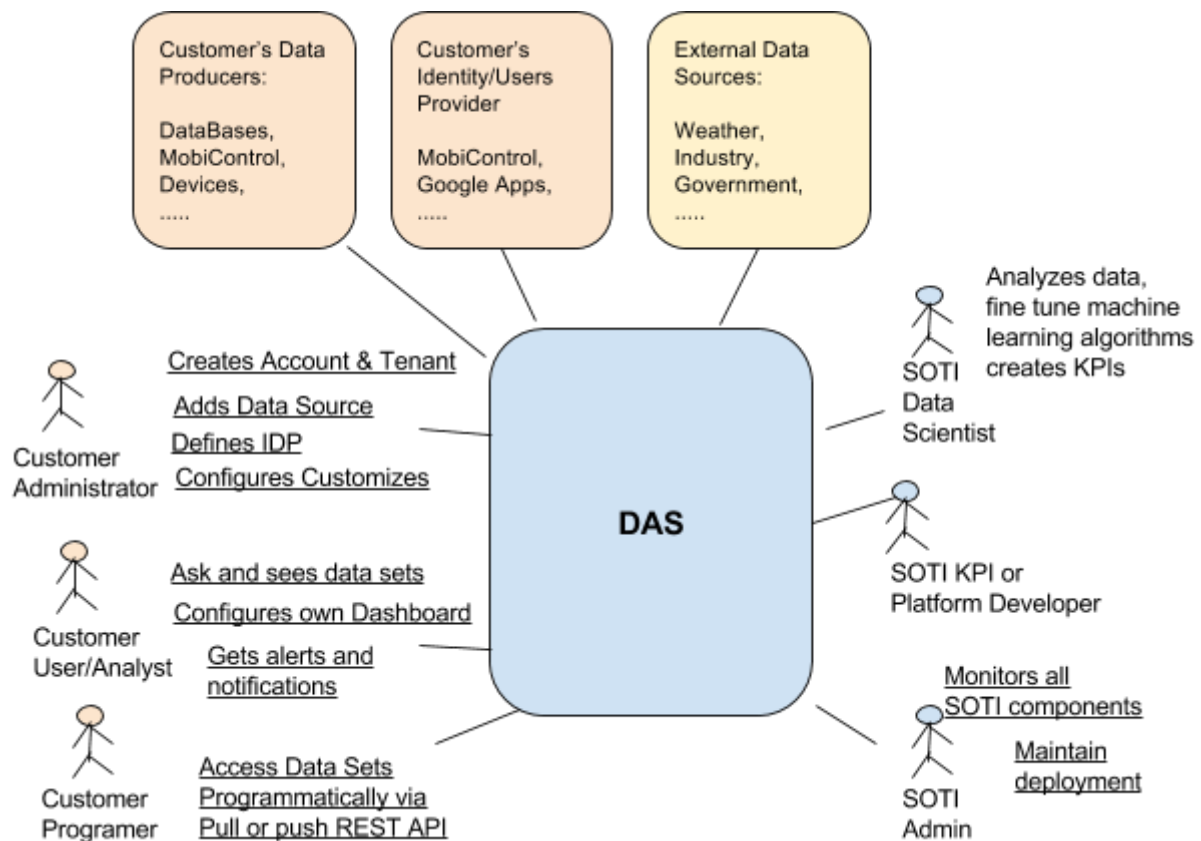 Customer's Data
Producers:
DataBases,
MobiControl,
Devices,
.....
Customer's
Identity/Users
Provider
MobiControl,
Google Apps,
.....
External Data
Sources:
Weather,
Industry,
Government,
.....
Creates Account & Tenant
Adds Data Source
Defines IDP
Configures Customizes
Customer
Administrator
Ask and sees data sets
Configures own Dashboard
Gets alerts and
notifications
Customer
User/Analyst
Access Data Sets
Programmatically via
Pull or push REST API
Customer
Programer
DAS
Analyzes data,
fine tune machine
learning algorithms
creates KPIs
SOTI
Data
Scientist
SOTI KPI or
Platform Developer
Monitors all
SOTI components
Maintain
deployment
SOTI
Admin